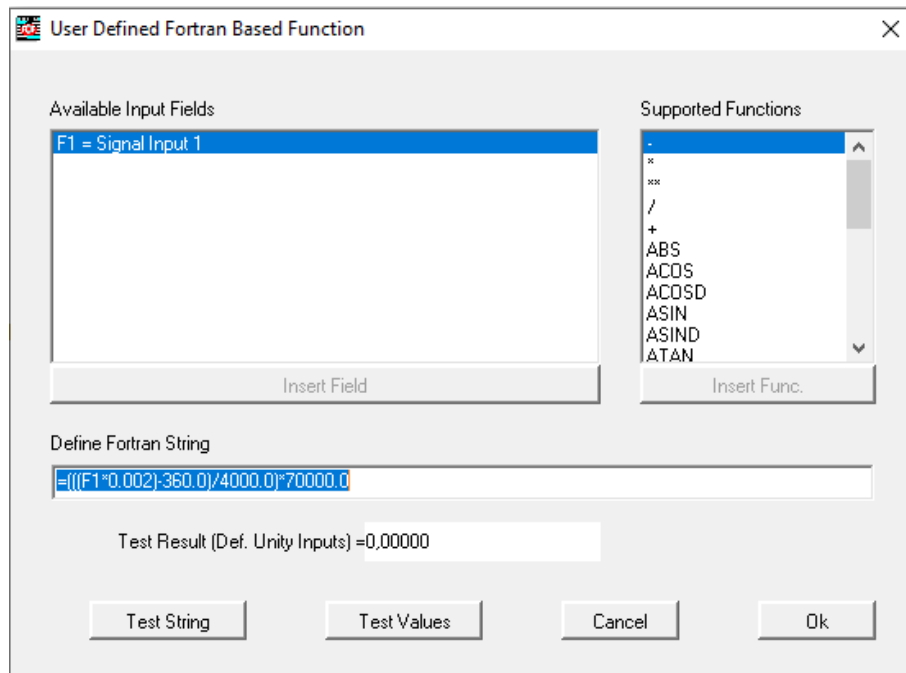 User Defined Fortran Based Function
Available Input Fields
Supported Functions
F1 = Signal Input 1
-
*
**
/
+
ABS
ACOS
ACOSD
ASIN
ASIND
ATAN
Insert Field
Insert Func.
Define Fortran String
=(((F1*0.002)-360.0)/4000.0)*70000.0
Test Result (Def. Unity Inputs) =0,00000
Test String
Test Values
Cancel
Ok